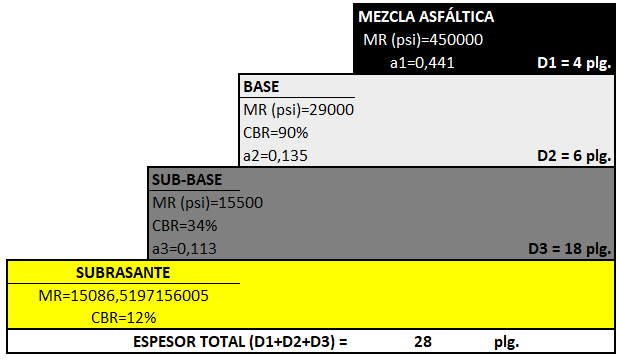 MEZCLA ASFÁLTICA
MR (psi)=450000
a1=0,441 D1 = 4 plg.
BASE
MR (psi)=29000
CBR=90%
a2=0,135 D2 = 6 plg.
SUB-BASE
MR (psi)=15500
CBR=34%
a3=0,113 D3 = 18 plg.
SUBRASANTE
MR=15086,5197156005
CBR=12%
ESPESOR TOTAL (D1+D2+D3) = 28 plg.